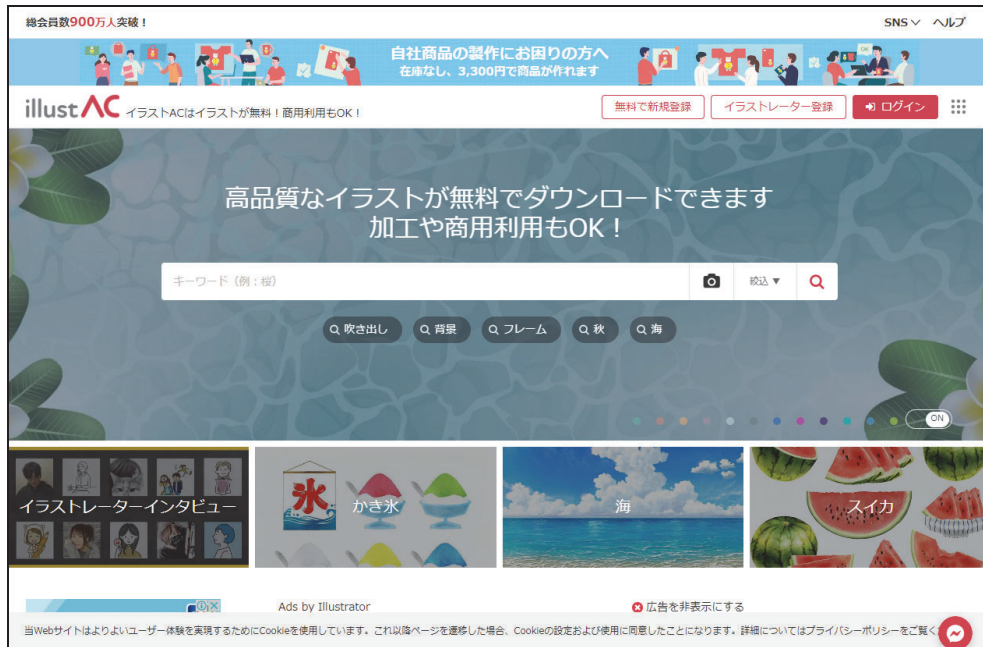 総会員数900万人突破！
SNS ヘルプ
自社商品の製作にお困りの方へ
在庫なし、3,300円で商品が作れます
illustAC イラストACはイラストが無料！商用利用もOK！
無料で新規登録 イラストレーター登録 ログイン
高品質なイラストが無料でダウンロードできます
加工や商用利用もOK！
キーワード（例：桜） 絞込▼
吹き出し 背景 フレーム 秋 海
ON
イラストレーターインタビュー
氷 かき氷
海
スイカ
Ads by Illustrator 広告を非表示にする
当Webサイトはよりよいユーザー体験を実現するためにCookieを使用しています。これ以降ページを遷移した場合、Cookieの設定および使用に同意したことになります。詳細についてはプライバシーポリシーをご覧く